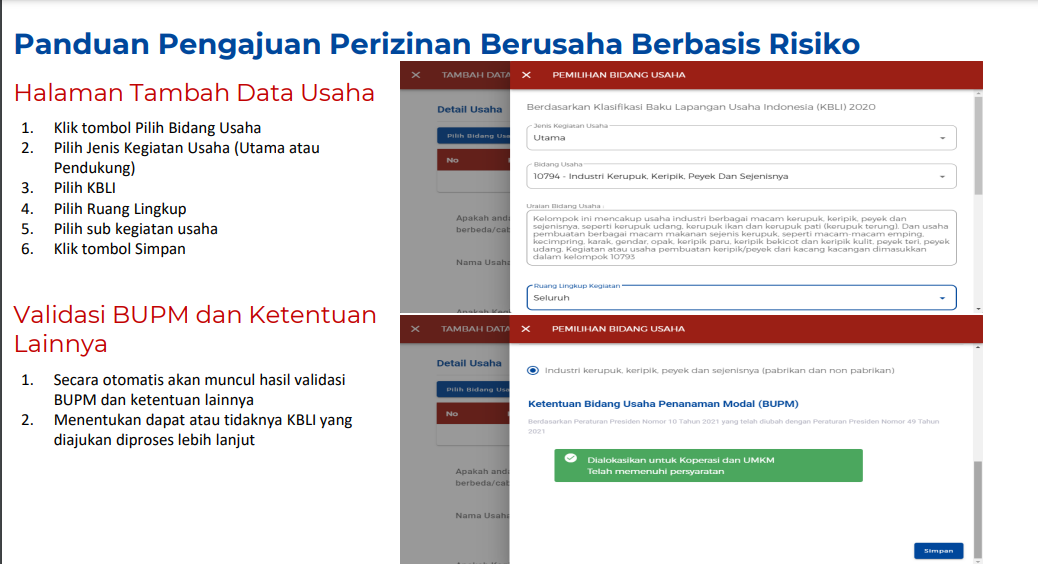 Panduan Pengajuan Perizinan Berusaha Berbasis Risiko
Halaman Tambah Data Usaha
1. Klik tombol Pilih Bidang Usaha
2. Pilih Jenis Kegiatan Usaha (Utama atau
Pendukung)
3. Pilih KBLI
4. Pilih Ruang Lingkup
5. Pilih sub kegiatan usaha
6. Klik tombol Simpan
Validasi BUPM dan Ketentuan
Lainnya
1. Secara otomatis akan muncul hasil validasi
BUPM dan ketentuan lainnya
2. Menentukan dapat atau tidaknya KBLI yang
diajukan diproses lebih lanjut
TAMBAH DATA
Detail Usaha
Pilih Bidang Usa
No
Apakah anda
berbeda/cab
Nama Usaha
Apakah Keg
PEMILIHAN BIDANG USAHA
Berdasarkan Klasifikasi Baku Lapangan Usaha Indonesia (KBLI) 2020
Jenis Kegiatan Usaha
Utama
Bidang Usaha
10794 - Industri Kerupuk, Keripik, Peyek Dan Sejenisnya
Uraian Bidang Usaha :
Kelompok ini mencakup usaha industri berbagai macam kerupuk, keripik, peyek dan
sejenisnya, seperti kerupuk udang, kerupuk ikan dan kerupuk pati (kerupuk terung). Dan usaha
pembuatan berbagai macam makanan sejenis kerupuk, seperti macam-macam emping,
kecimpring, karak, gendar, opak, keripik paru, keripik bekicot dan keripik kulit, peyek teri, peyek
udang. Kegiatan atau usaha pembuatan keripik/peyek dari kacang kacangan dimasukkan
dalam kelompok 10793
Ruang Lingkup Kegiatan
Seluruh
TAMBAH DATA
Detail Usaha
Pilih Bidang Usa
No
Apakah anda
berbeda/cab
Nama Usaha
PEMILIHAN BIDANG USAHA
Industri kerupuk, keripik, peyek dan sejenisnya (pabrikan dan non pabrikan)
Ketentuan Bidang Usaha Penanaman Modal (BUPM)
Berdasarkan Peraturan Presiden Nomor 10 Tahun 2021 yang telah diubah dengan Peraturan Presiden Nomor 49 Tahun
2021
Dialokasikan untuk Koperasi dan UMKM
Telah memenuhi persyaratan
Simpan